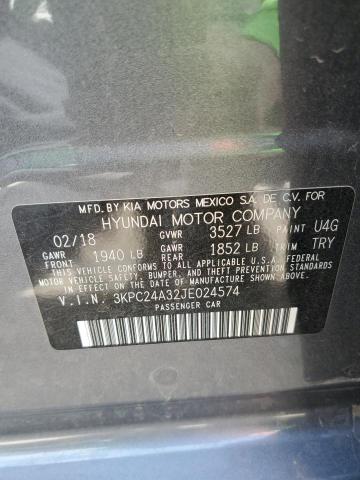 MFD. BY KIA MOTORS MEXICO S.A. DE C.V. FOR
HYUNDAI MOTOR COMPANY
02/18 GVWR 3527 LB PAINT U4G
GAWR FRONT 1940 LB GAWR REAR 1852 LB TRIM TRY
THIS VEHICLE CONFORMS TO ALL APPLICABLE U.S.A. FEDERAL
MOTOR VEHICLE SAFETY, BUMPER, AND THEFT PREVENTION
STANDARDS IN EFFECT ON THE DATE OF
MANUFACTURE SHOWN ABOVE.
V.I.N. 3KPC24A32JE024574
PASSENGER CAR